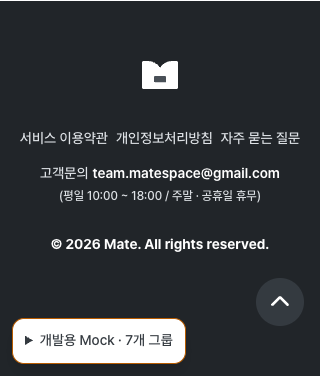 서비스 이용약관 개인정보처리방침 자주 묻는 질문
고객문의 team.matespace@gmail.com
(평일 10:00 ~ 18:00 / 주말 · 공휴일 휴무)
© 2026 Mate. All rights reserved.
▶ 개발용 Mock · 7개 그룹